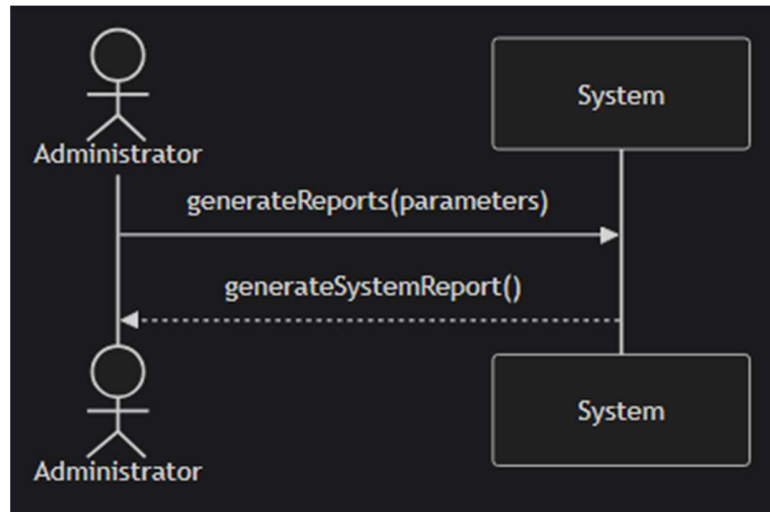 System
Administrator
generateReports(parameters)
generateSystemReport()
System
Administrator